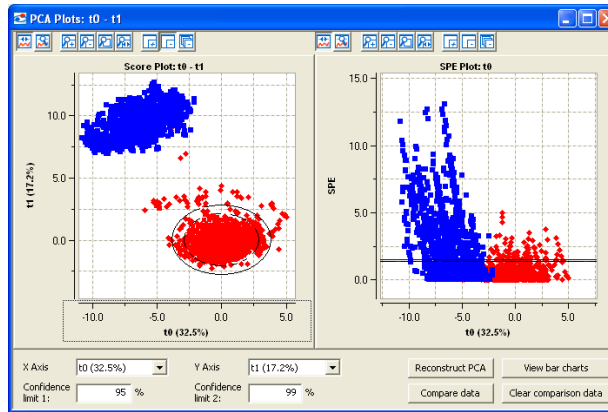 PCA Plots: t0 - t1
Score Plot: t0 - t1
10.0
5.0
0.0
t1 (17.2%)
-10.0 -5.0 0.0 5.0
t0 (32.5%)
SPE Plot: t0
15.0
10.0
5.0
0.0
SPE
-10.0 -5.0 0.0 5.0
t0 (32.5%)
X Axis t0 (32.5%) Y Axis t1 (17.2%) Reconstruct PCA View bar charts
Confidence limit 1: 95 % Confidence limit 2: 99 % Compare data Clear comparison data